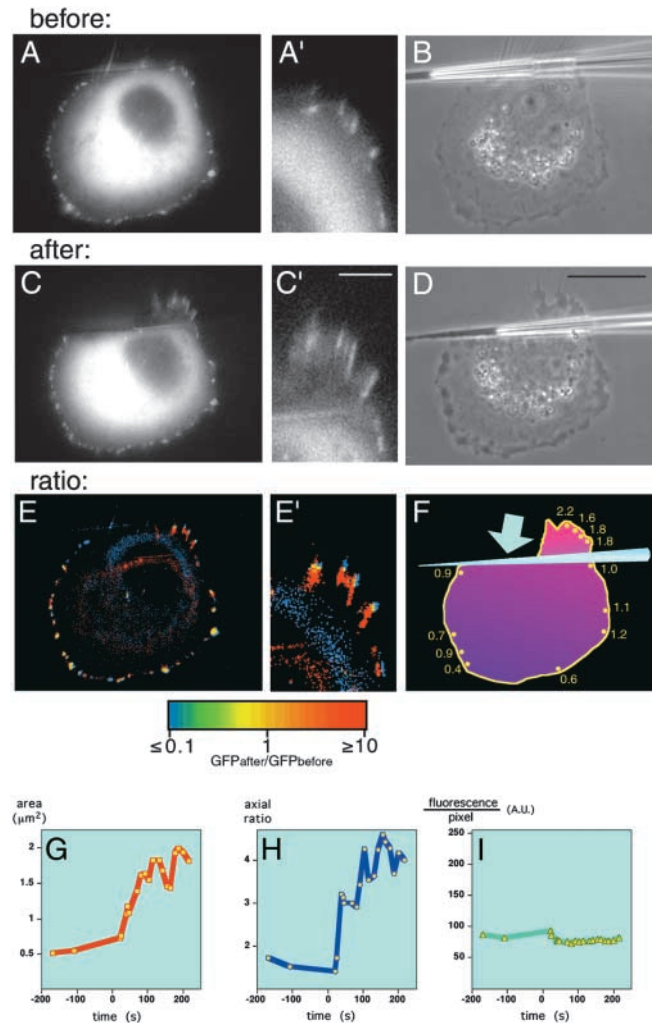 before:
A A' B
after:
C C' D
ratio:
E E' F
2.2
1.6
1.8
1.8
0.9 1.0
1.1
0.7 1.2
0.9
0.4 0.6
≤0.1 1 ≥10
GFPafter/GFPbefore
area
(µm²)
G
2
1.5
1
0.5
-200 -100 0 100 200
time (s)
axial
ratio
H
4
3
2
-200 -100 0 100 200
time (s)
fluorescence
pixel
(A.U.)
I
250
200
150
100
50
-200 -100 0 100 200
time (s)